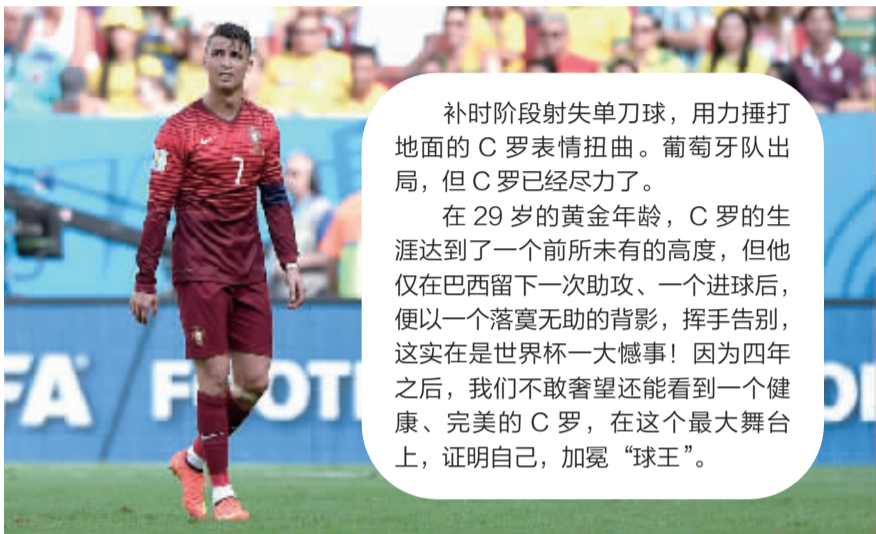 补时阶段射失单刀球，用力捶打
地面的 C 罗表情扭曲。葡萄牙队出
局，但 C 罗已经尽力了。
在 29 岁的黄金年龄，C 罗的生
涯达到了一个前所未有的高度，但他
仅在巴西留下一次助攻、一个进球后，
便以一个落寞无助的背影，挥手告别，
这实在是世界杯一大憾事！因为四年
之后，我们不敢奢望还能看到一个健
康、完美的 C 罗，在这个最大舞台
上，证明自己，加冕“球王”。
7
FA FOOT